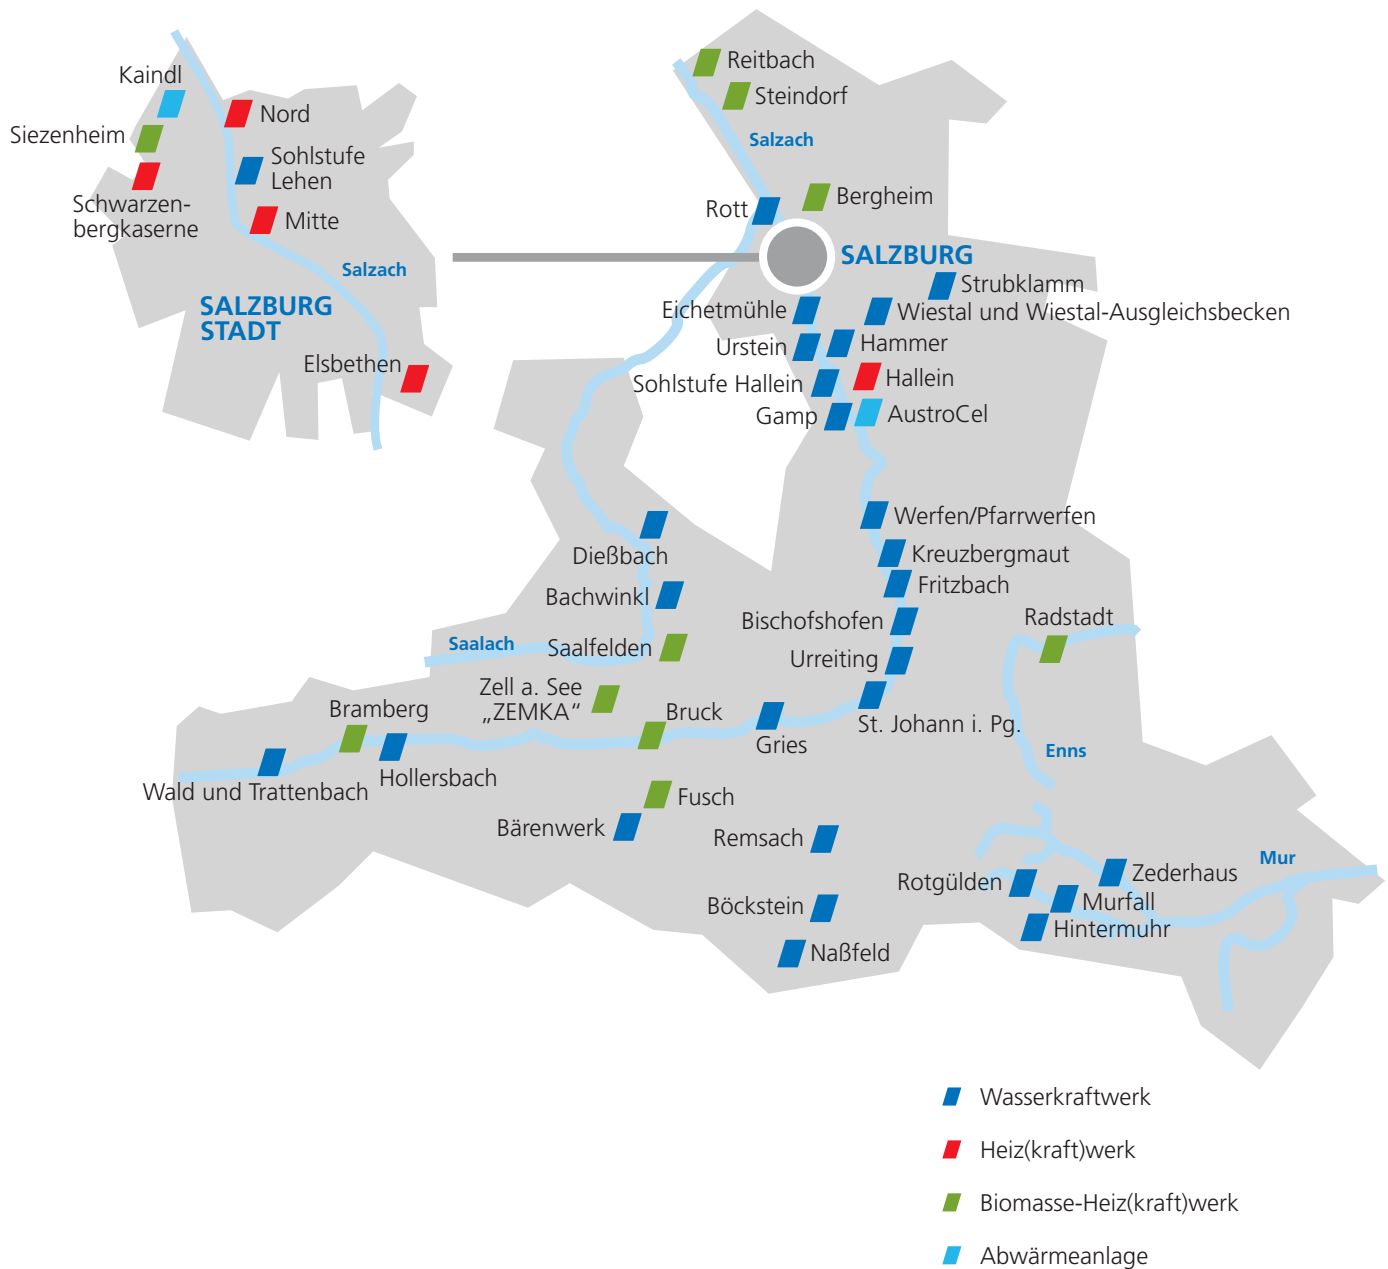 Kaindl
Siezenheim
Schwarzen-
bergkaserne
Nord
Sohlstufe
Lehen
Mitte
Salzach
SALZBURG
STADT
Elsbethen
Reitbach
Steindorf
Salzach
Bergheim
Rott
SALZBURG
Strubklamm
Eichetmühle
Wiestal und Wiestal-Ausgleichsbecken
Urstein
Hammer
Sohlstufe Hallein
Hallein
Gamp
AustroCel
Werfen/Pfarrwerfen
Dießbach
Kreuzbergmaut
Bachwinkl
Fritzbach
Bischofshofen
Radstadt
Saalach
Saalfelden
Urreiting
Zell a. See
„ZEMKA“
Bramberg
Bruck
St. Johann i. Pg.
Gries
Enns
Hollersbach
Wald und Trattenbach
Fusch
Bärenwerk
Remsach
Mur
Zederhaus
Rotgülden
Murfall
Böckstein
Hintermuhr
Naßfeld
Wasserkraftwerk
Heiz(kraft)werk
Biomasse-Heiz(kraft)werk
Abwärmeanlage